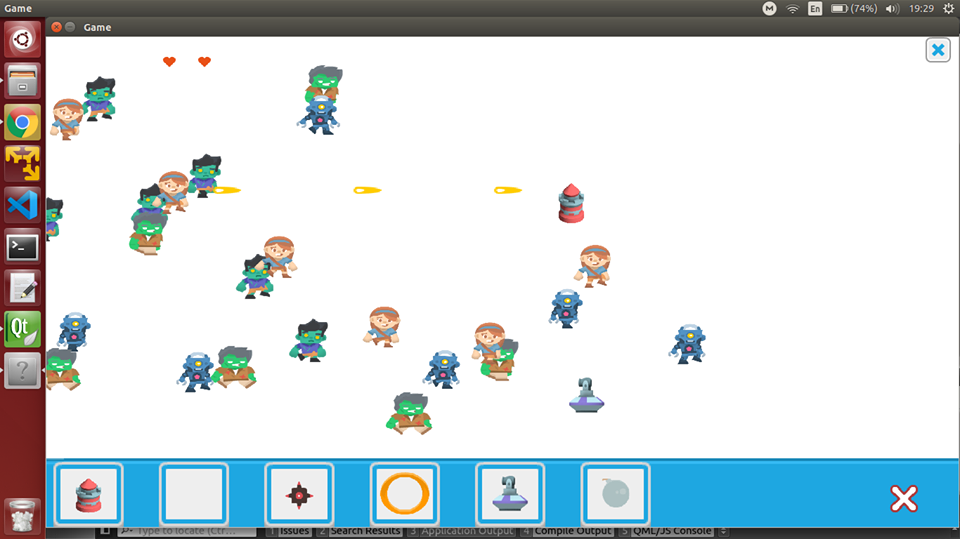 Game
M
En
(74%)
19:29
Game
Qt
>_
?
Type to locate (Ctrl...
1 Issues
2 Search Results
3 Application Output
4 Compile Output
5 QML/JS Console